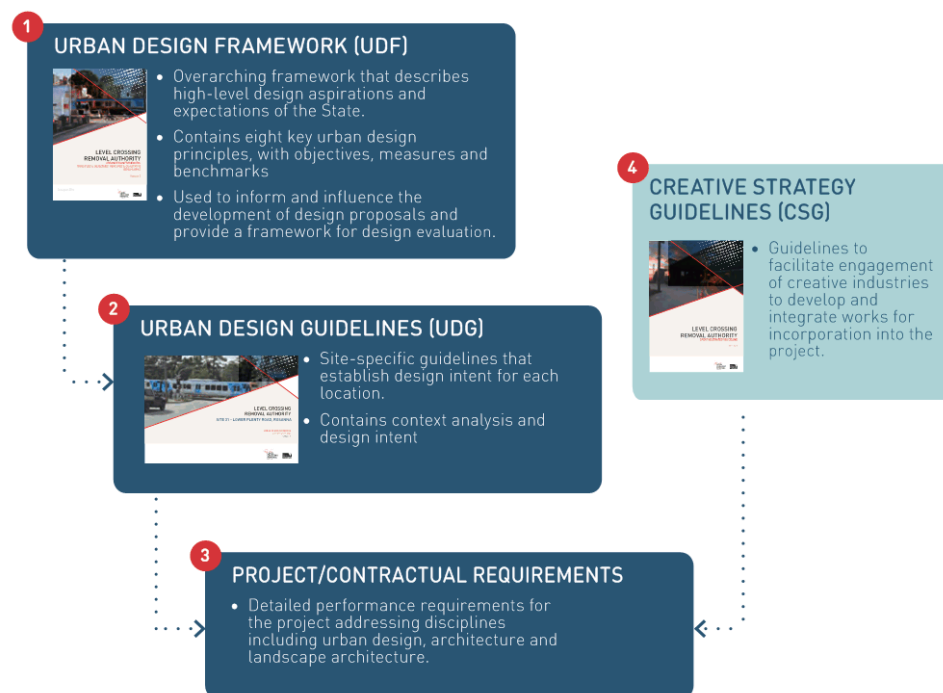 1
URBAN DESIGN FRAMEWORK (UDF)
• Overarching framework that describes
high-level design aspirations and
expectations of the State.
• Contains eight key urban design
principles, with objectives, measures and
benchmarks
• Used to inform and influence the
development of design proposals and
provide a framework for design evaluation.
LEVEL CROSSING
REMOVAL AUTHORITY
2
URBAN DESIGN GUIDELINES (UDG)
• Site-specific guidelines that
establish design intent for each
location.
• Contains context analysis and
design intent
LEVEL CROSSING
REMOVAL AUTHORITY
3
PROJECT/CONTRACTUAL REQUIREMENTS
• Detailed performance requirements for
the project addressing disciplines
including urban design, architecture and
landscape architecture.
4
CREATIVE STRATEGY
GUIDELINES (CSG)
• Guidelines to
facilitate engagement
of creative industries
to develop and
integrate works for
incorporation into the
project.
LEVEL CROSSING
REMOVAL AUTHORITY